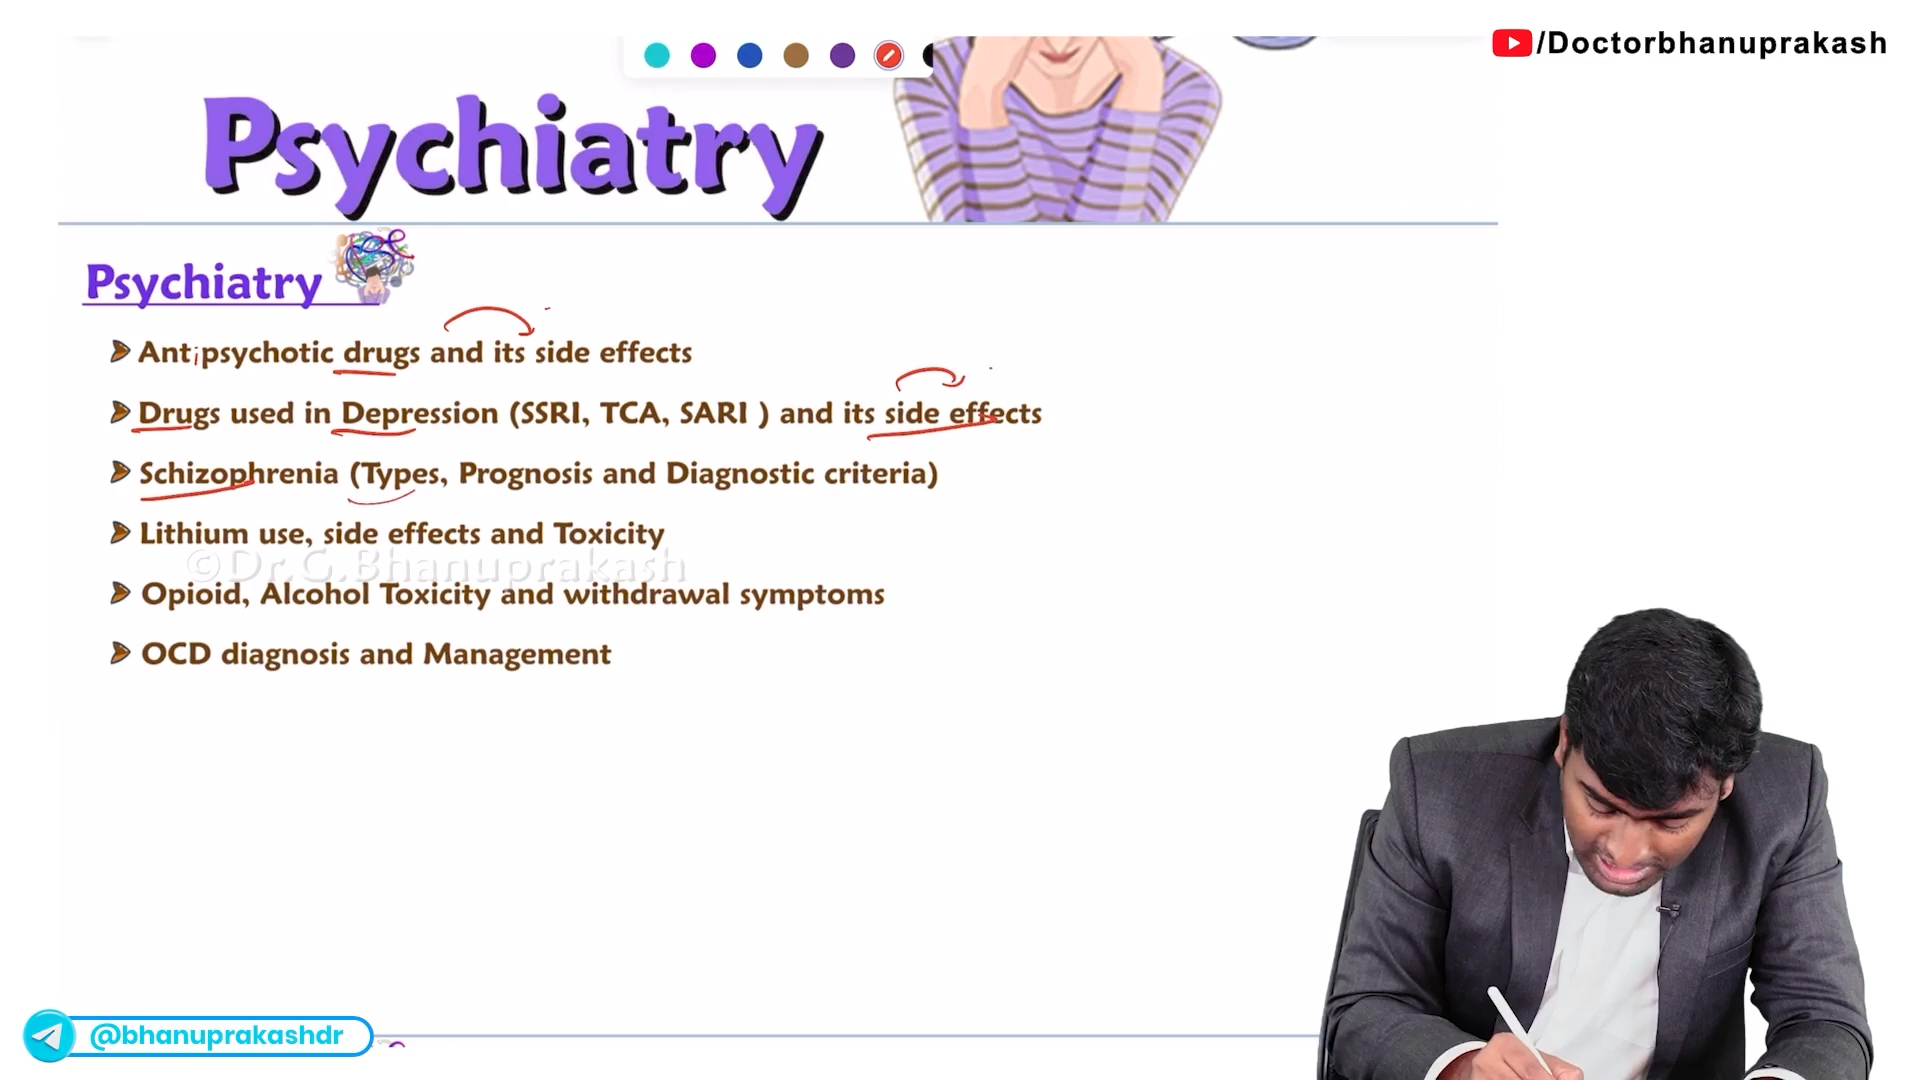 /Doctorbhanuprakash
Psychiatry
Psychiatry
Antipsychotic drugs and its side effects
Drugs used in Depression (SSRI, TCA, SARI ) and its side effects
Schizophrenia (Types, Prognosis and Diagnostic criteria)
Lithium use, side effects and Toxicity
©Dr.G.Bhanuprakash
Opioid, Alcohol Toxicity and withdrawal symptoms
OCD diagnosis and Management
@bhanuprakashdr